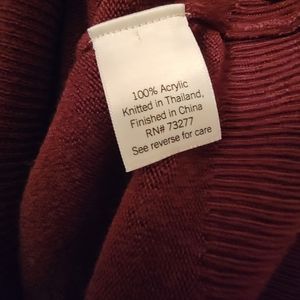 100% Acrylic
Knitted in Thailand,
Finished in China
RN# 73277
See reverse for care